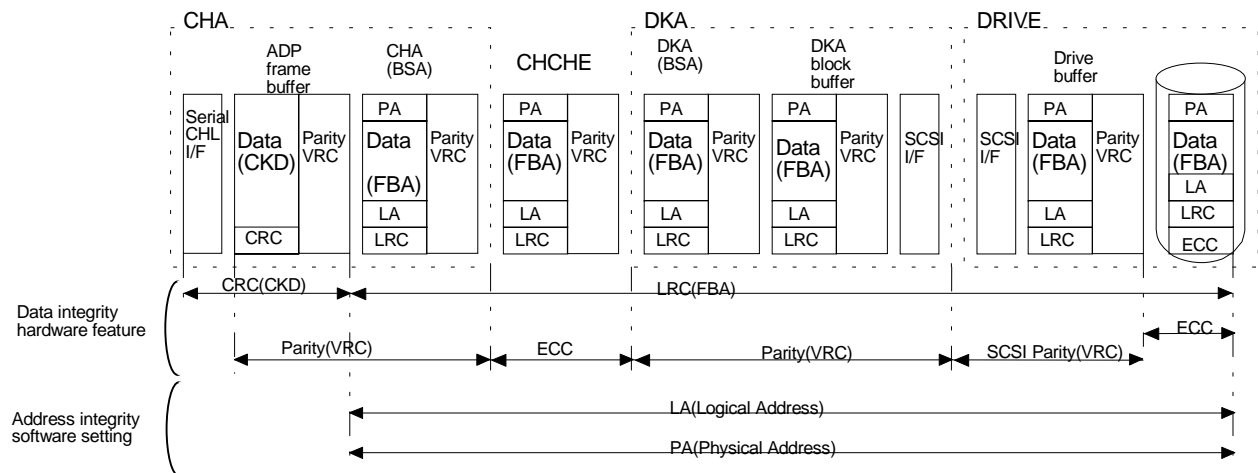 CHA
DKA
DRIVE
ADP
frame
buffer
CHA
(BSA)
CHCHE
DKA
(BSA)
DKA
block
buffer
Drive
buffer
Serial
CHL
I/F
Data
(CKD)
CRC
Parity
VRC
PA
Data
(FBA)
LA
LRC
Parity
VRC
PA
Data
(FBA)
LA
LRC
Parity
VRC
PA
Data
(FBA)
LA
LRC
Parity
VRC
PA
Data
(FBA)
LA
LRC
Parity
VRC
SCSI
I/F
SCSI
I/F
PA
Data
(FBA)
LA
LRC
Parity
VRC
PA
Data
(FBA)
LA
LRC
ECC
Data integrity
hardware feature
CRC(CKD)
LRC(FBA)
ECC
Parity(VRC)
ECC
Parity(VRC)
SCSI Parity(VRC)
Address integrity
software setting
LA(Logical Address)
PA(Physical Address)